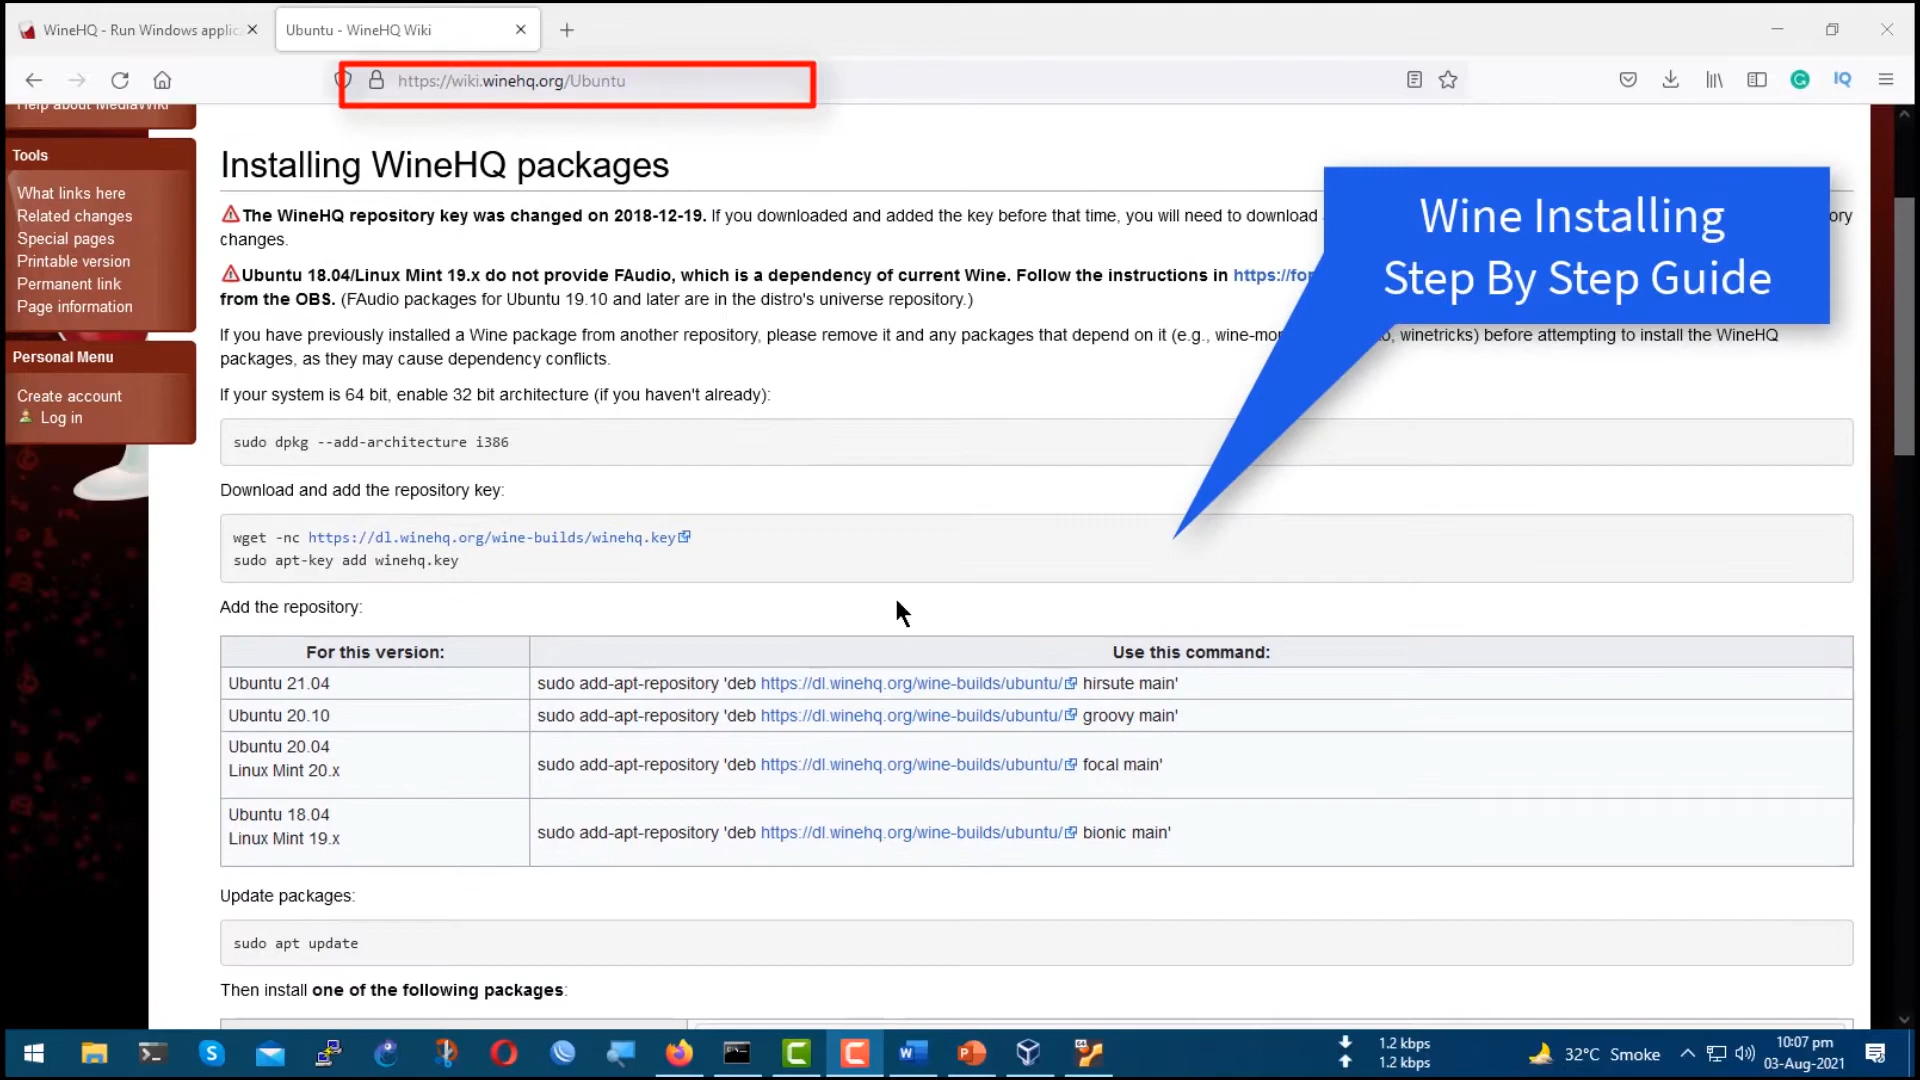 WineHQ - Run Windows applic
Ubuntu - WineHQ Wiki
https://wiki.winehq.org/Ubuntu
Help about MediaWiki
Tools
What links here
Related changes
Special pages
Printable version
Permanent link
Page information
Personal Menu
Create account
Log in
Installing WineHQ packages
The WineHQ repository key was changed on 2018-12-19. If you downloaded and added the key before that time, you will need to download ory
changes.
Ubuntu 18.04/Linux Mint 19.x do not provide FAudio, which is a dependency of current Wine. Follow the instructions in https://for
from the OBS. (FAudio packages for Ubuntu 19.10 and later are in the distro's universe repository.)
If you have previously installed a Wine package from another repository, please remove it and any packages that depend on it (e.g., wine-mon o, winetricks) before attempting to install the WineHQ
packages, as they may cause dependency conflicts.
If your system is 64 bit, enable 32 bit architecture (if you haven't already):
sudo dpkg --add-architecture i386
Download and add the repository key:
wget -nc https://dl.winehq.org/wine-builds/winehq.key
sudo apt-key add winehq.key
Add the repository:
For this version: Use this command:
Ubuntu 21.04 sudo add-apt-repository 'deb https://dl.winehq.org/wine-builds/ubuntu/ hirsute main'
Ubuntu 20.10 sudo add-apt-repository 'deb https://dl.winehq.org/wine-builds/ubuntu/ groovy main'
Ubuntu 20.04
Linux Mint 20.x
sudo add-apt-repository 'deb https://dl.winehq.org/wine-builds/ubuntu/ focal main'
Ubuntu 18.04
Linux Mint 19.x
sudo add-apt-repository 'deb https://dl.winehq.org/wine-builds/ubuntu/ bionic main'
Update packages:
sudo apt update
Then install one of the following packages:
Wine Installing
Step By Step Guide
1.2 kbps
1.2 kbps
32°C Smoke
10:07 pm
03-Aug-2021